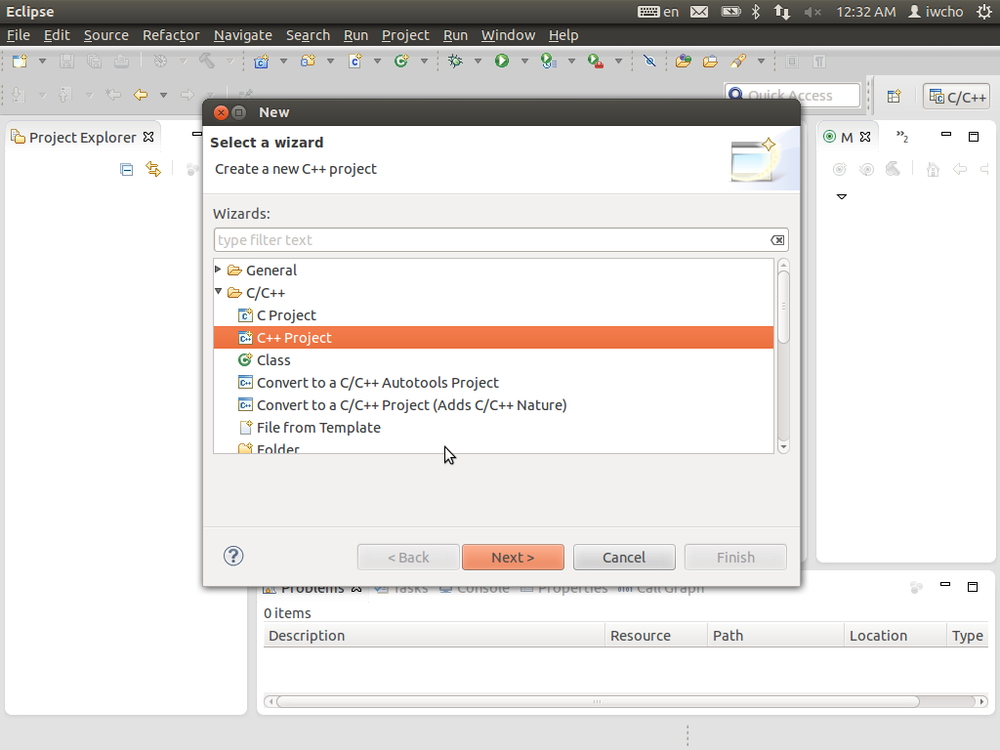 Eclipse en 12:32 AM iwcho
File Edit Source Refactor Navigate Search Run Project Run Window Help
Quick Access C/C++
New
Project Explorer M »2
Select a wizard
Create a new C++ project
Wizards:
type filter text
General
C/C++
C Project
C++ Project
Class
Convert to a C/C++ Autotools Project
Convert to a C/C++ Project (Adds C/C++ Nature)
File from Template
Folder
? < Back Next > Cancel Finish
Problems Tasks Console Properties Call Graph
0 items
Description Resource Path Location Type